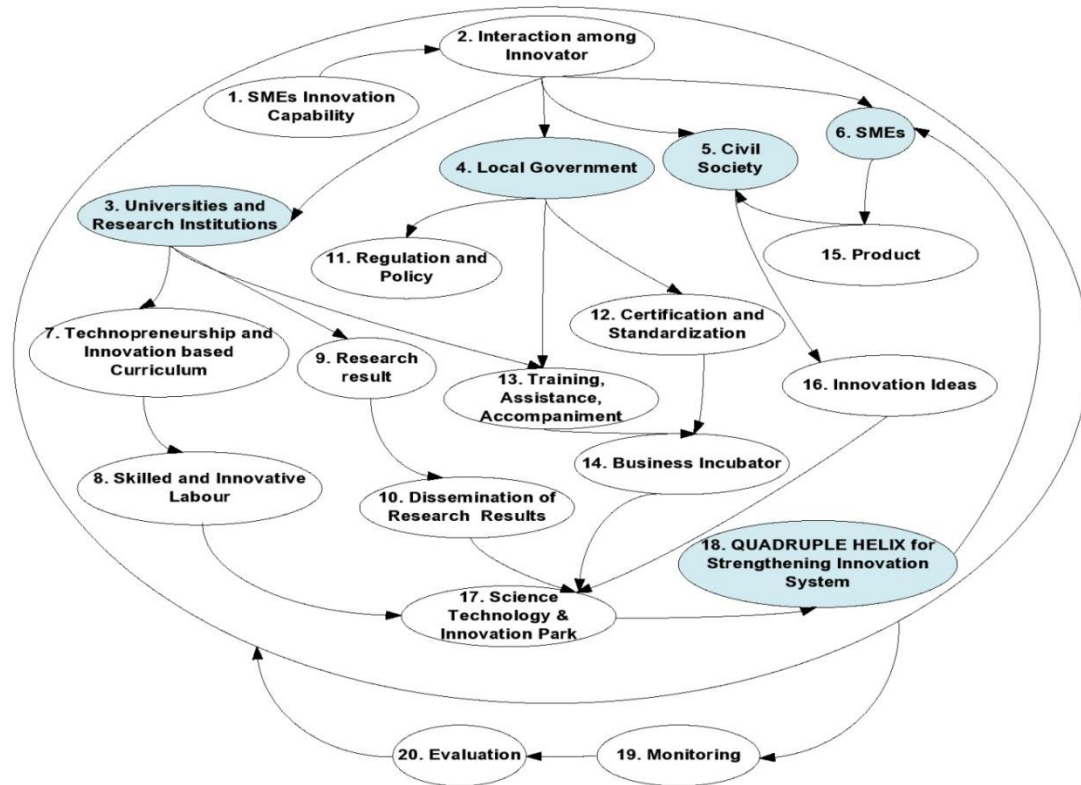 2. Interaction among
Innovator
1. SMEs Innovation
Capability
6. SMEs
5. Civil
Society
4. Local Government
3. Universities and
Research Institutions
11. Regulation and
Policy
15. Product
12. Certification and
Standardization
7. Technopreneurship and
Innovation based
Curriculum
9. Research
result
13. Training,
Assistance,
Accompaniment
16. Innovation Ideas
14. Business Incubator
8. Skilled and Innovative
Labour
10. Dissemination of
Research Results
18. QUADRUPLE HELIX for
Strengthening Innovation
System
17. Science
Technology &
Innovation Park
20. Evaluation
19. Monitoring